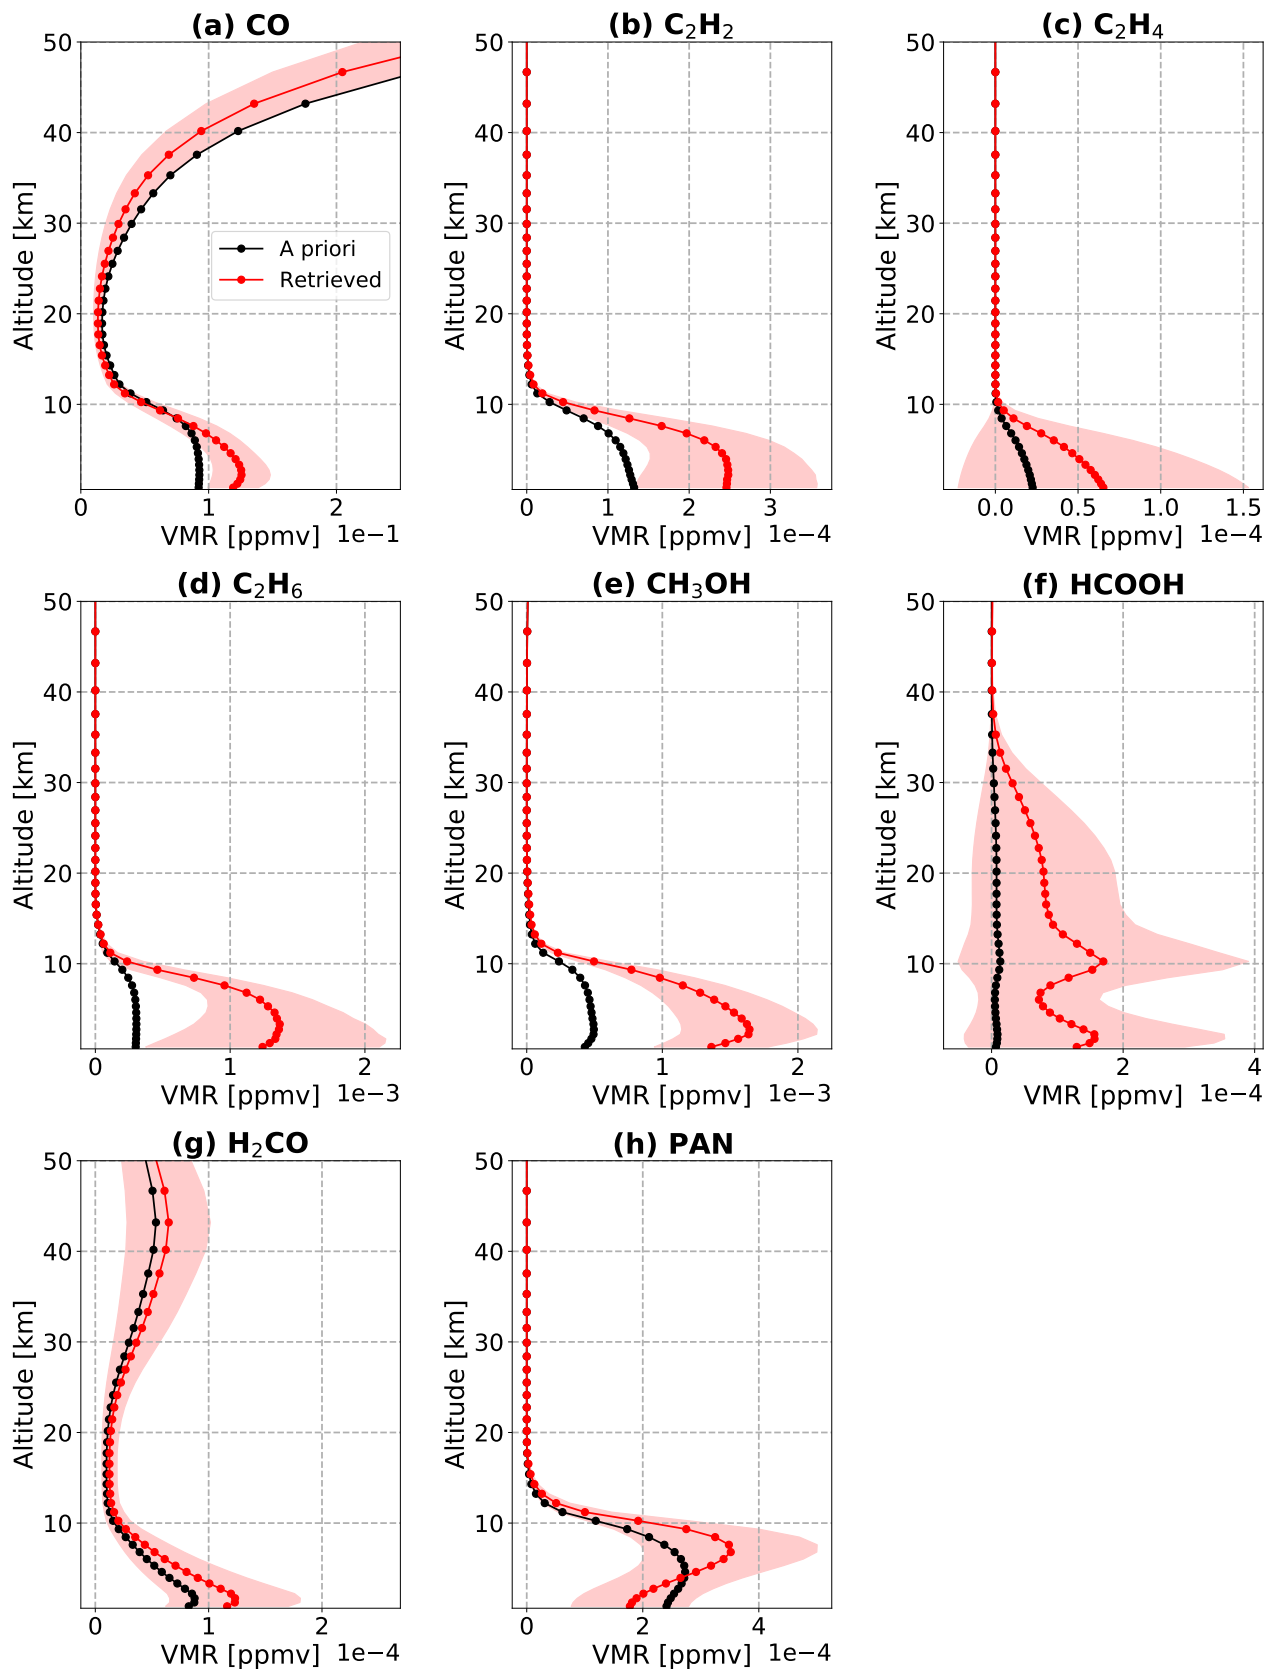 (a) CO
50
40
30
20
10
Altitude [km]
A priori
Retrieved
0 1 2
VMR [ppmv] 1e−1
(b) C₂H₂
50
40
30
20
10
Altitude [km]
0 1 2 3
VMR [ppmv] 1e−4
(c) C₂H₄
50
40
30
20
10
Altitude [km]
0.0 0.5 1.0 1.5
VMR [ppmv] 1e−4
(d) C₂H₆
50
40
30
20
10
Altitude [km]
0 1 2
VMR [ppmv] 1e−3
(e) CH₃OH
50
40
30
20
10
Altitude [km]
0 1 2
VMR [ppmv] 1e−3
(f) HCOOH
50
40
30
20
10
Altitude [km]
0 2 4
VMR [ppmv] 1e−4
(g) H₂CO
50
40
30
20
10
Altitude [km]
0 1 2
VMR [ppmv] 1e−4
(h) PAN
50
40
30
20
10
Altitude [km]
0 2 4
VMR [ppmv] 1e−4